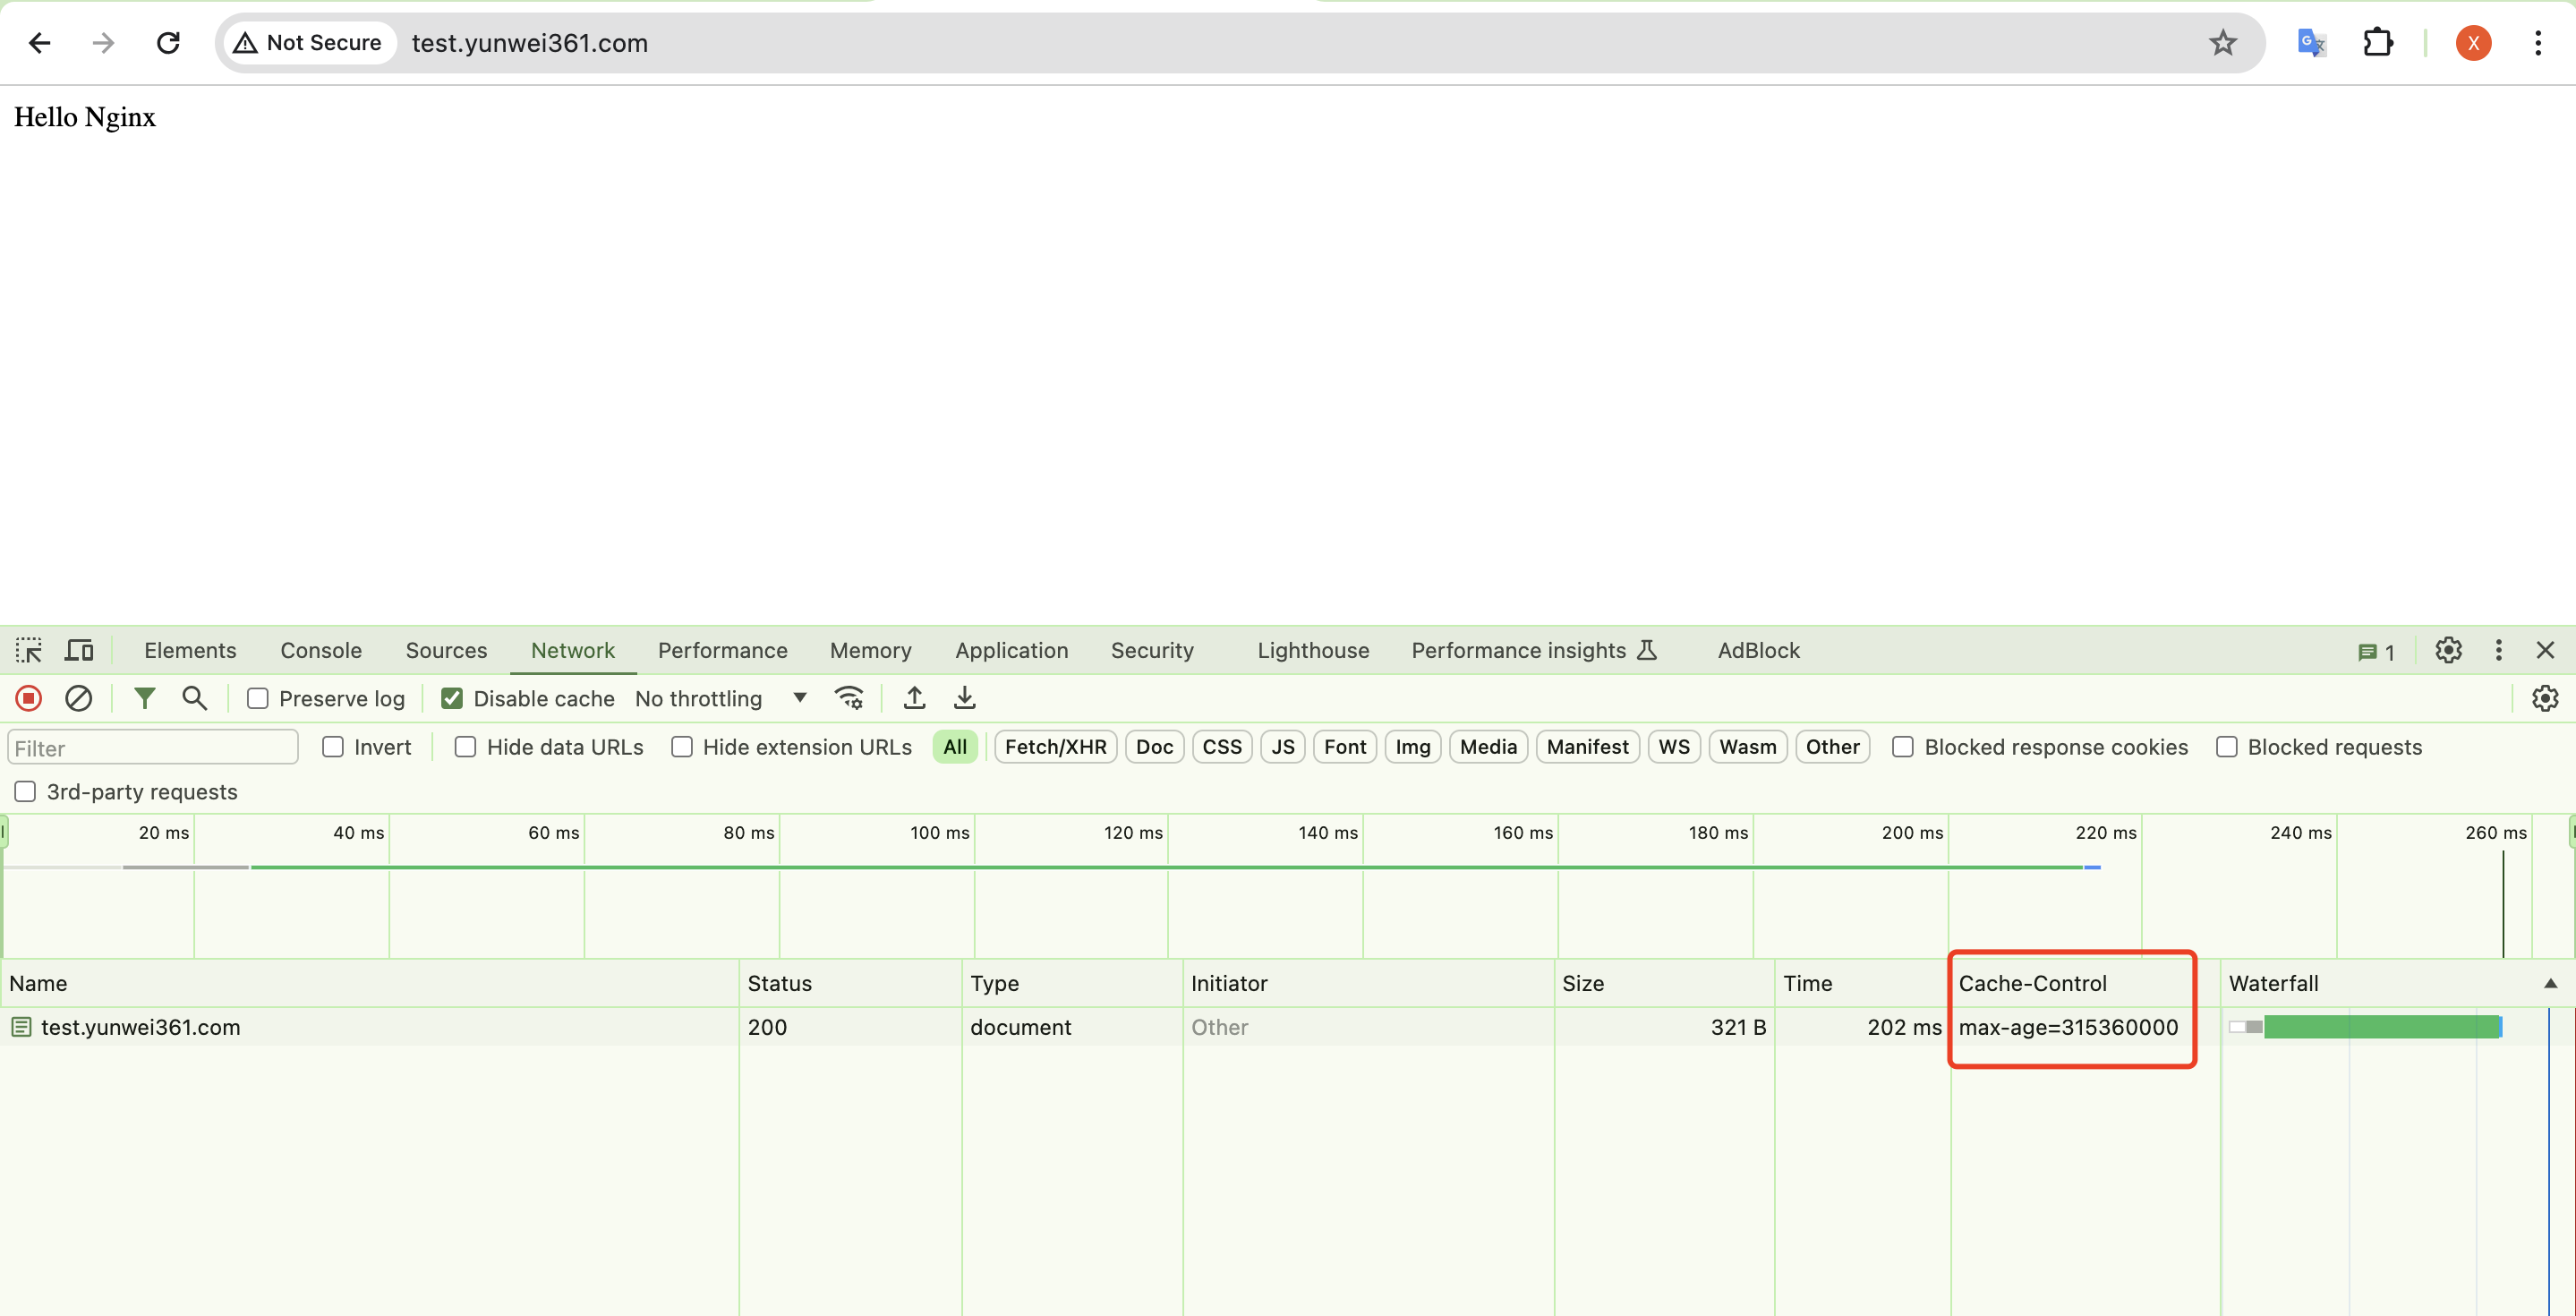 Not Secure test.yunwei361.com X
Hello Nginx
Elements Console Sources Network Performance Memory Application Security Lighthouse Performance insights AdBlock 1
Preserve log Disable cache No throttling
Filter Invert Hide data URLs Hide extension URLs All Fetch/XHR Doc CSS JS Font Img Media Manifest WS Wasm Other Blocked response cookies Blocked requests
3rd-party requests
20 ms 40 ms 60 ms 80 ms 100 ms 120 ms 140 ms 160 ms 180 ms 200 ms 220 ms 240 ms 260 ms
Name Status Type Initiator Size Time Cache-Control Waterfall
test.yunwei361.com 200 document Other 321 B 202 ms max-age=315360000